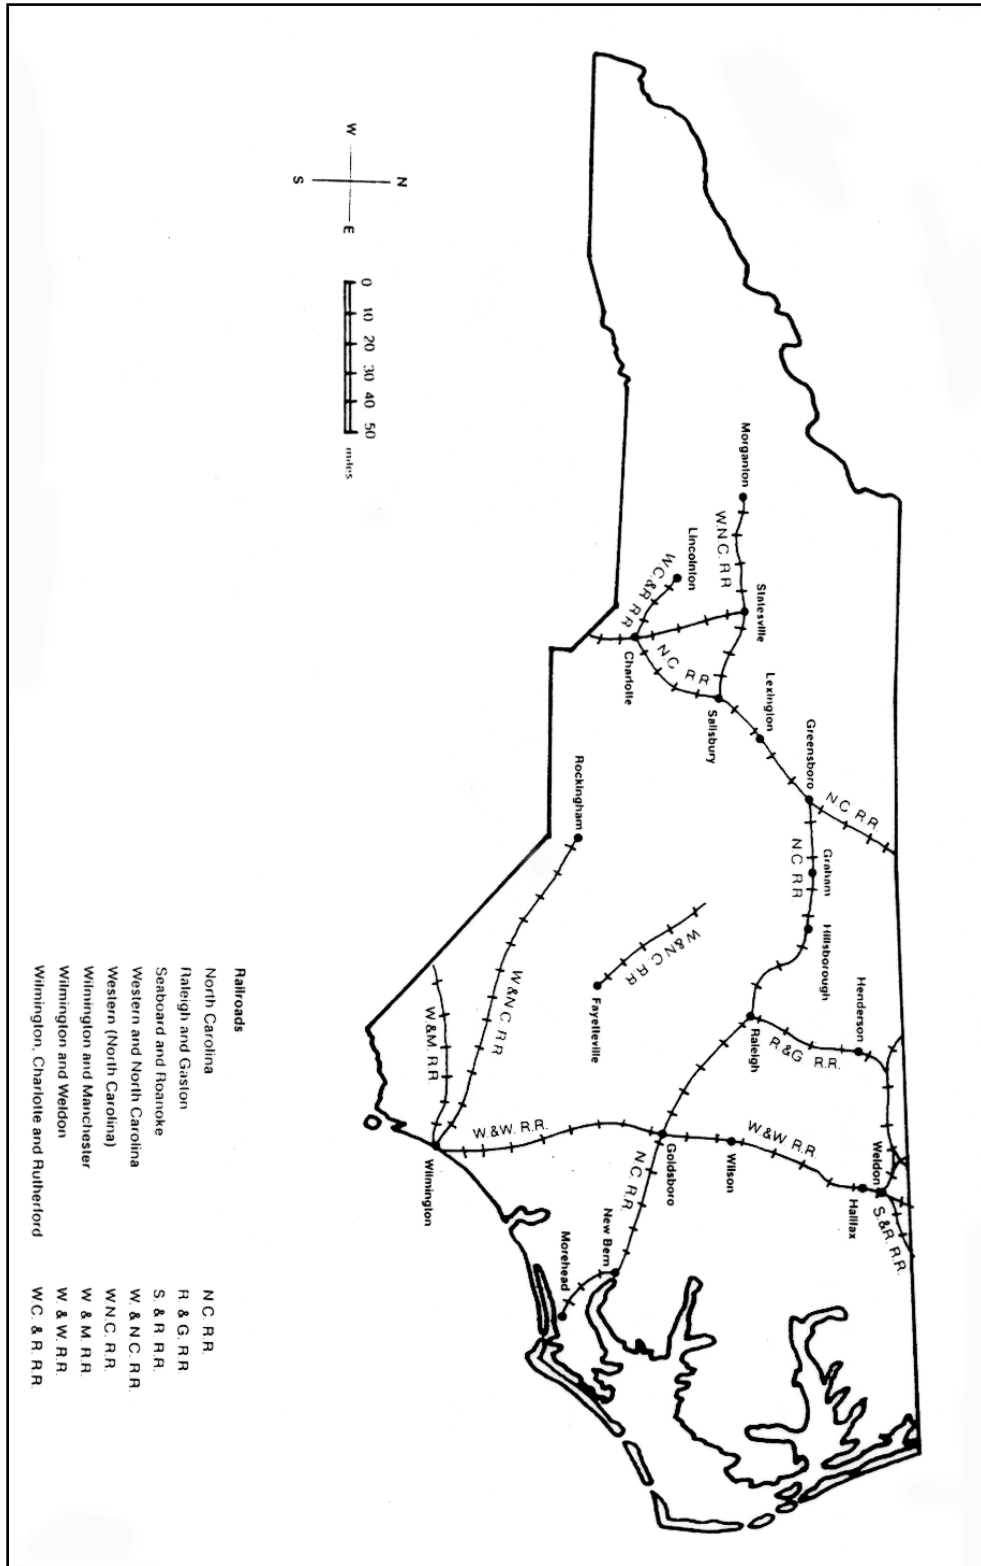 W
N
S
E
0 10 20 30 40 50
miles
Morganton
W.N.C. R.R
Lincolnton
W.C.&R R R
Statesville
Charlotte
N.C. R.R
Salisbury
Lexington
Greensboro
N.C. R.R.
N.C. R.R
Graham
Hillsborough
Rockingham
W&N.C. R.R
W&N.C. R.R
Fayetteville
W&M. R.R
Raleigh
R&G R.R.
Henderson
Weldon
S.&R. R.R.
Halifax
W&W R.R.
Wilson
Goldsboro
W.&W. R.R.
N.C. R.R.
New Bern
Morehead
Wilmington
Railroads
North Carolina N.C. R.R.
Raleigh and Gaston R & G. R.R.
Seaboard and Roanoke S. & R R.R.
Western and North Carolina W. & N.C. R.R.
Western (North Carolina) W.N.C. R.R.
Wilmington and Manchester W & M. R.R.
Wilmington and Weldon W. & W. R.R.
Wilmington, Charlotte and Rutherford W.C. & R. R.R.